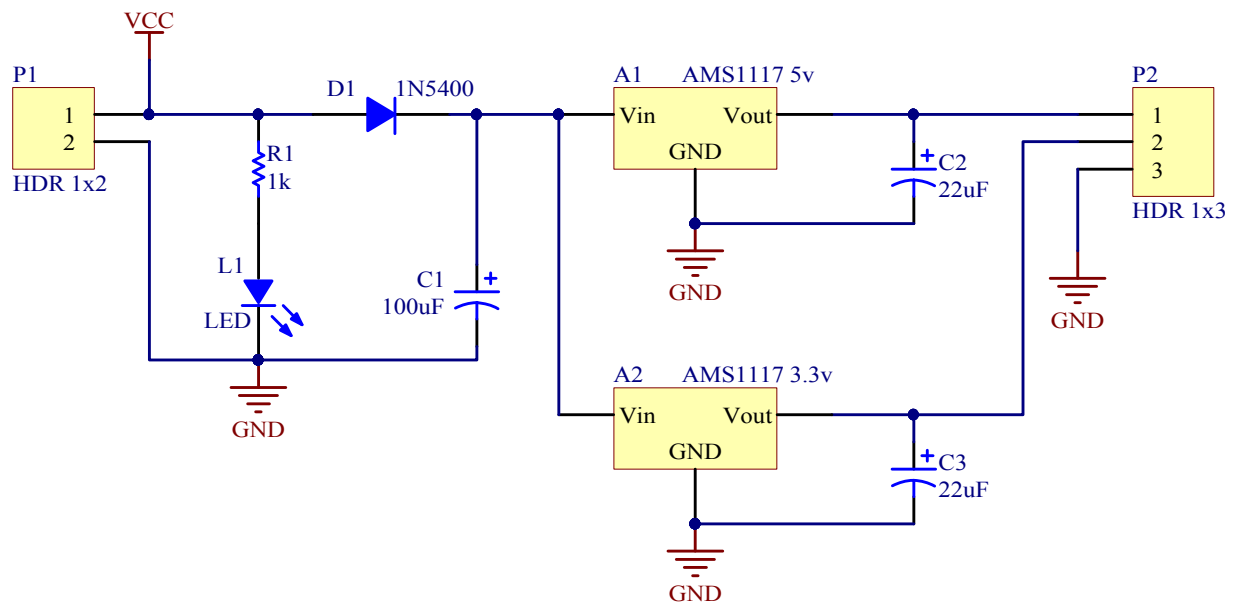 VCC
P1
1
2
HDR 1x2
D1
1N5400
R1
1k
L1
LED
C1
+
100uF
GND
A1
AMS1117 5v
Vin
Vout
GND
+
C2
22uF
GND
A2
AMS1117 3.3v
Vin
Vout
GND
+
C3
22uF
GND
P2
1
2
3
HDR 1x3
GND